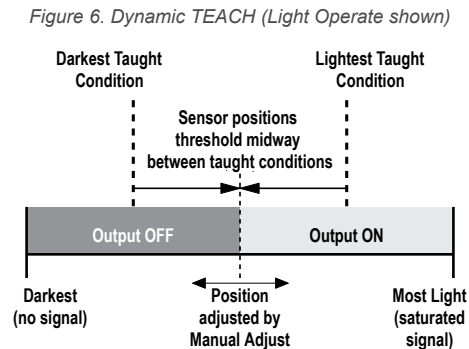 Figure 6. Dynamic TEACH (Light Operate shown)
Darkest Taught
Condition
Lightest Taught
Condition
Sensor positions
threshold midway
between taught conditions
Output OFF
Output ON
Darkest
(no signal)
Position
adjusted by
Manual Adjust
Most Light
(saturated
signal)